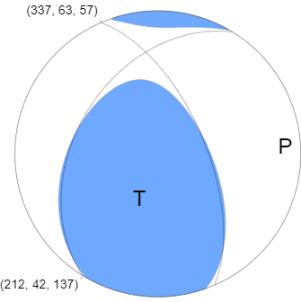 (337, 63, 57)
P
T
(212, 42, 137)